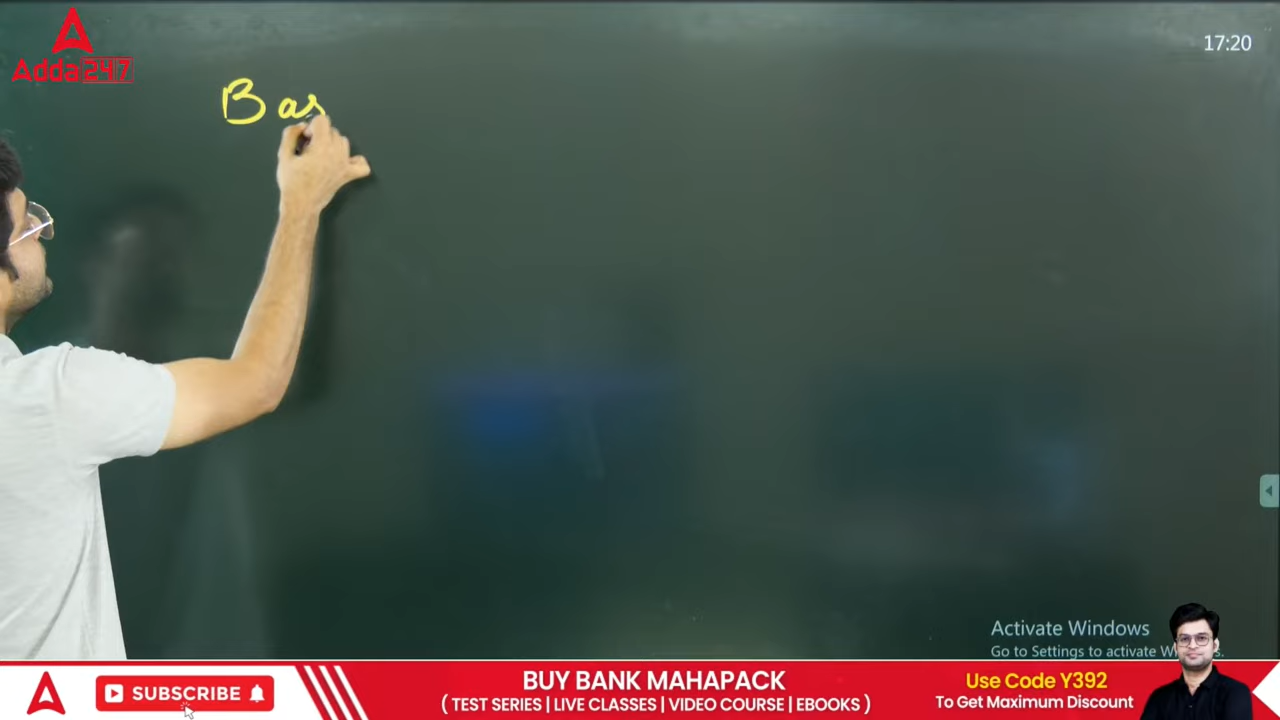 Adda247
17:20
Bas
Activate Windows
Go to Settings to activate W s.
SUBSCRIBE
BUY BANK MAHAPACK
( TEST SERIES | LIVE CLASSES | VIDEO COURSE | EBOOKS )
Use Code Y392
To Get Maximum Discount